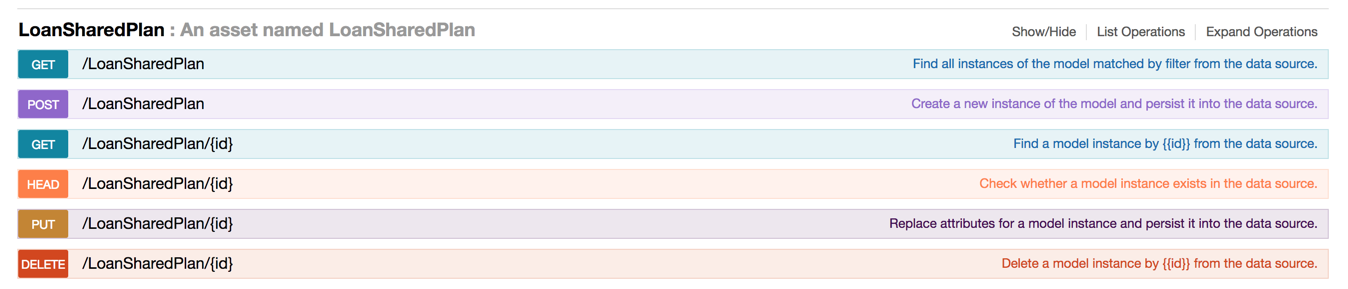 LoanSharedPlan : An asset named LoanSharedPlan Show/Hide List Operations Expand Operations
GET /LoanSharedPlan Find all instances of the model matched by filter from the data source.
POST /LoanSharedPlan Create a new instance of the model and persist it into the data source.
GET /LoanSharedPlan/{id} Find a model instance by {{id}} from the data source.
HEAD /LoanSharedPlan/{id} Check whether a model instance exists in the data source.
PUT /LoanSharedPlan/{id} Replace attributes for a model instance and persist it into the data source.
DELETE /LoanSharedPlan/{id} Delete a model instance by {{id}} from the data source.